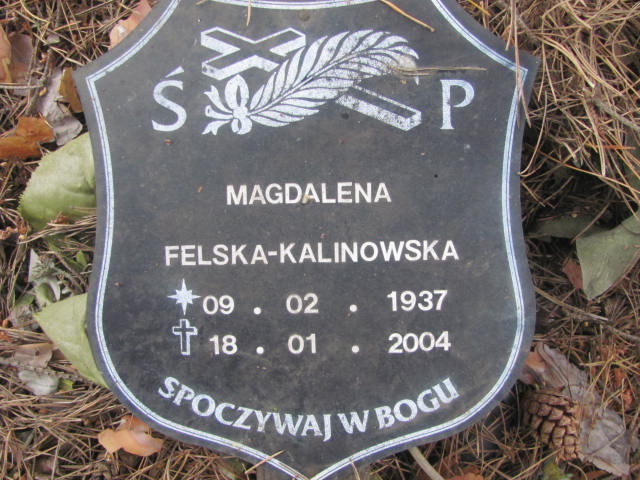 Ś P
MAGDALENA
FELSKA-KALINOWSKA
09 . 02 . 1937
18 . 01 . 2004
SPOCZYWAJ W BOGU